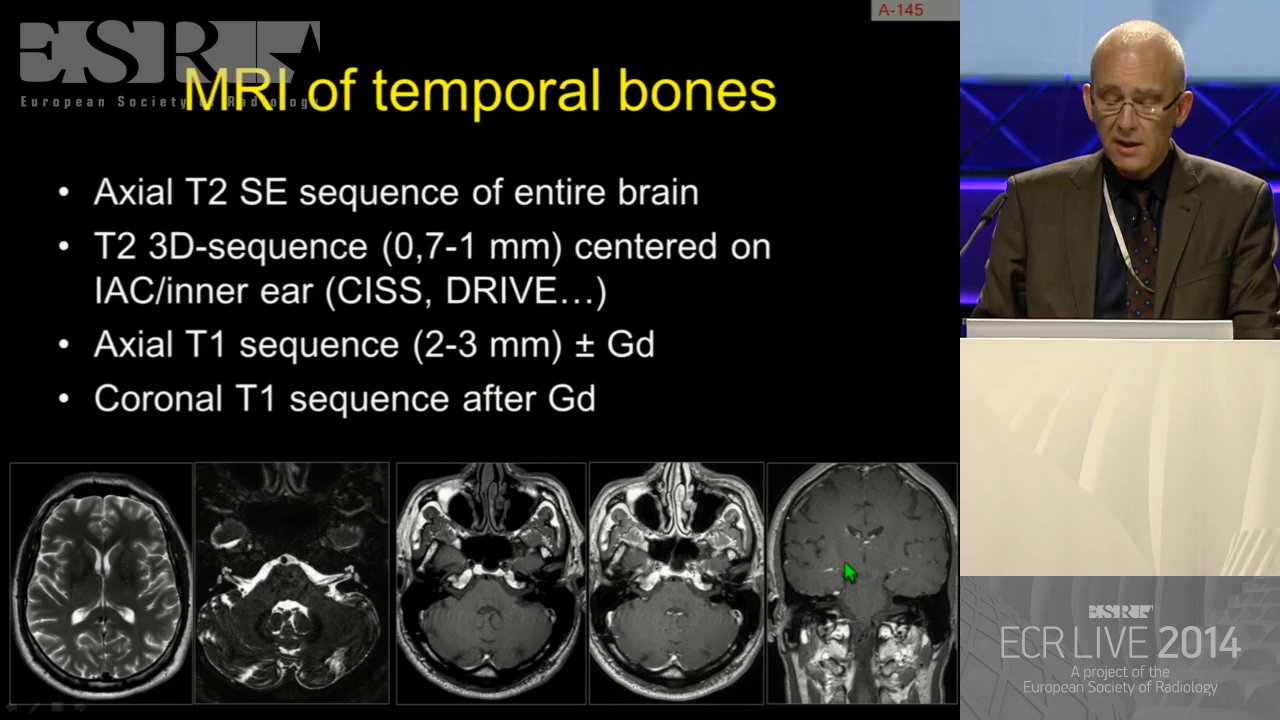 A-145
ESR
European Society of Radiology
MRI of temporal bones
• Axial T2 SE sequence of entire brain
• T2 3D-sequence (0,7-1 mm) centered on
IAC/inner ear (CISS, DRIVE…)
• Axial T1 sequence (2-3 mm) ± Gd
• Coronal T1 sequence after Gd
ESR
ECR LIVE 2014
A project of the
European Society of Radiology